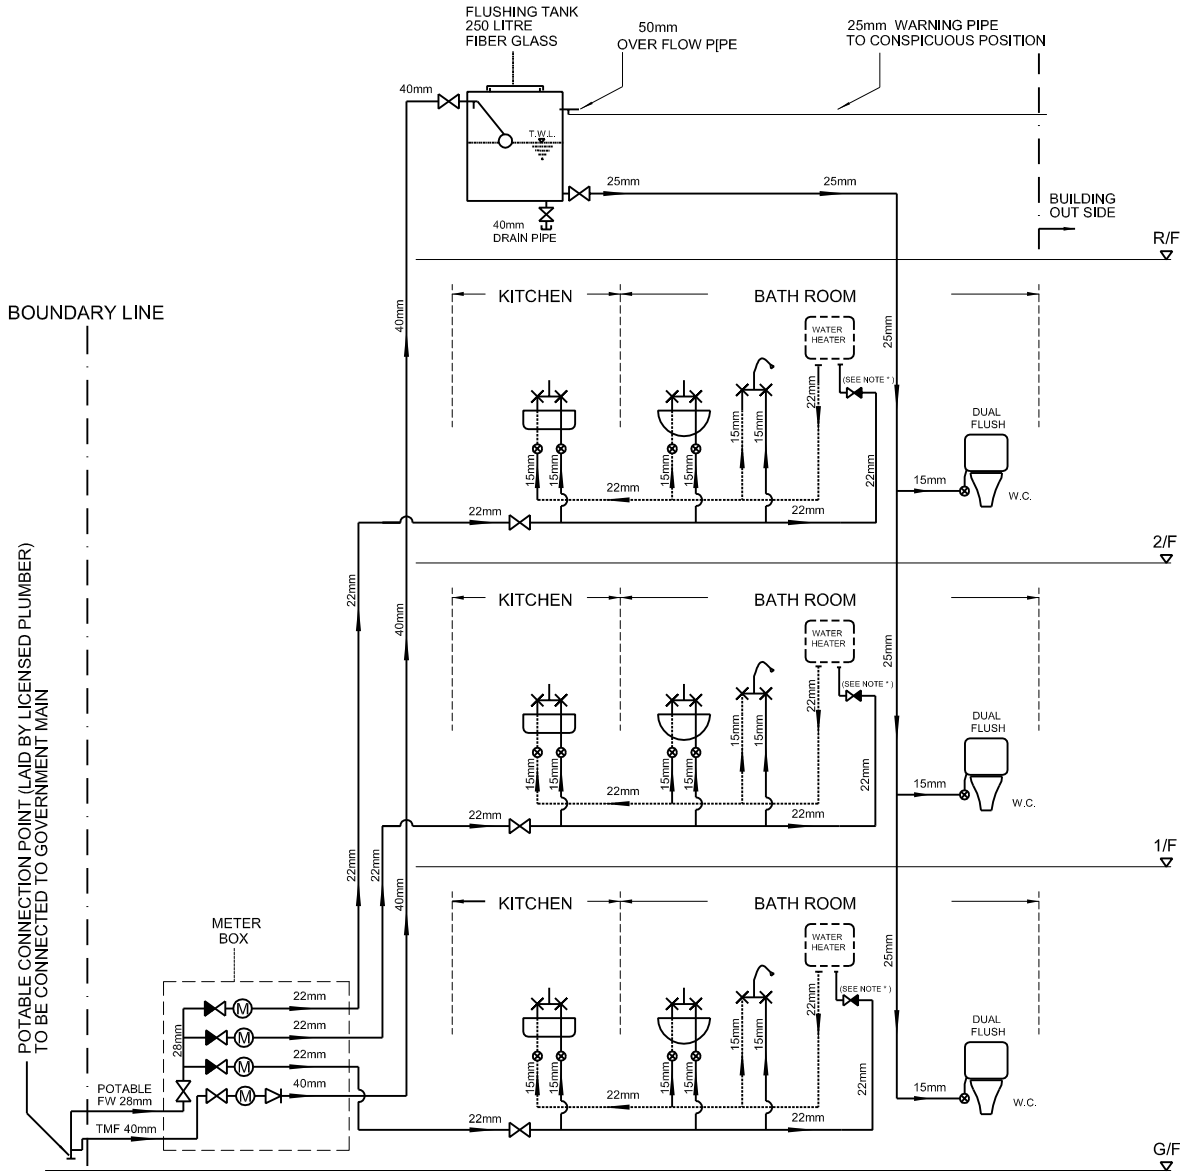 FLUSHING TANK
250 LITRE
FIBER GLASS
50mm
OVER FLOW P[PE
25mm WARNING PIPE
TO CONSPICUOUS POSITION
40mm
T.W.L.
25mm
25mm
40mm
DRAIN PIPE
BUILDING
OUT SIDE
R/F
BOUNDARY LINE
40mm
KITCHEN
BATH ROOM
WATER
HEATER
25mm
(SEE NOTE * )
22mm
DUAL
FLUSH
15mm
15mm
15mm
15mm
15mm
15mm
22mm
22mm
15mm
W.C.
22mm
22mm
2/F
22mm
40mm
KITCHEN
BATH ROOM
WATER
HEATER
25mm
(SEE NOTE * )
22mm
DUAL
FLUSH
15mm
15mm
15mm
15mm
15mm
15mm
22mm
22mm
15mm
W.C.
22mm
22mm
1/F
22mm
22mm
40mm
KITCHEN
BATH ROOM
WATER
HEATER
25mm
(SEE NOTE * )
22mm
DUAL
FLUSH
15mm
15mm
15mm
15mm
15mm
15mm
22mm
22mm
15mm
W.C.
22mm
22mm
G/F
METER
BOX
M
22mm
M
22mm
M
22mm
M
40mm
28mm
POTABLE
FW 28mm
TMF 40mm
POTABLE CONNECTION POINT (LAID BY LICENSED PLUMBER)
TO BE CONNECTED TO GOVERNMENT MAIN